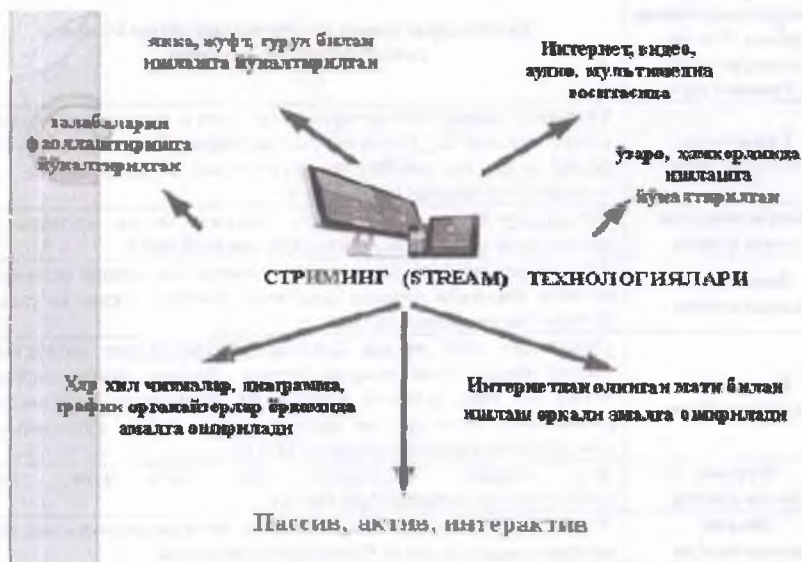 якка, жуфт, гуруҳ билан
ишлашга йўналтирилган
Интернет, видео,
аудио, мультимедиа
воситасида
талабаларни
фаоллаштиришга
йўналтирилган
ўзаро, ҳамкорликда
ишлашга
йўналтирилган
СТРИМИНГ (STREAM) ТЕХНОЛОГИЯЛАРИ
Ҳар хил чизмалар, диаграмма,
график органайзерлар ёрдамида
амалга оширилади
Интернетдан олинган матн билан
ишлаш орқали амалга оширилади
Пассив, актив, интерактив